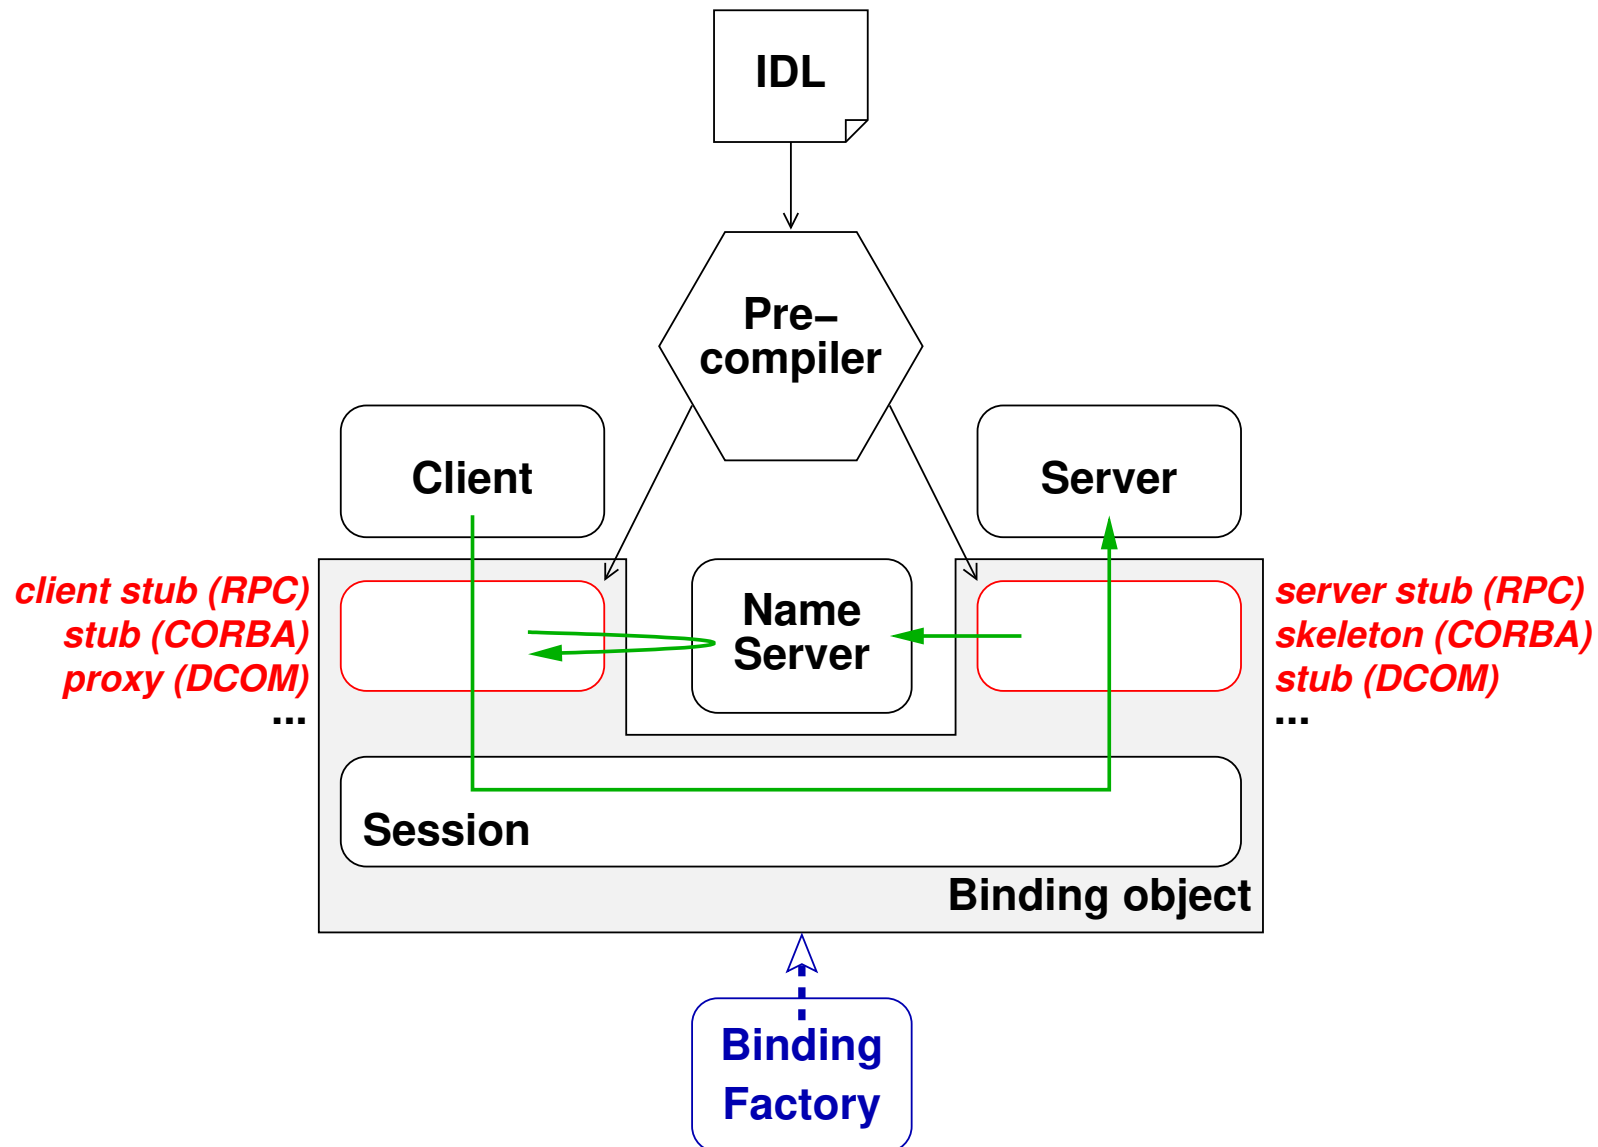 IDL
Pre–
compiler
Client
Server
client stub (RPC)
stub (CORBA)
proxy (DCOM)
...
Name
Server
server stub (RPC)
skeleton (CORBA)
stub (DCOM)
...
Session
Binding object
Binding
Factory